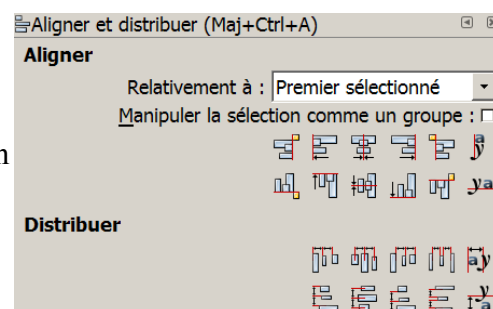 Aligner et distribuer (Maj+Ctrl+A)
Aligner
Relativement à : Premier sélectionné
Manipuler la sélection comme un groupe :
Distribuer